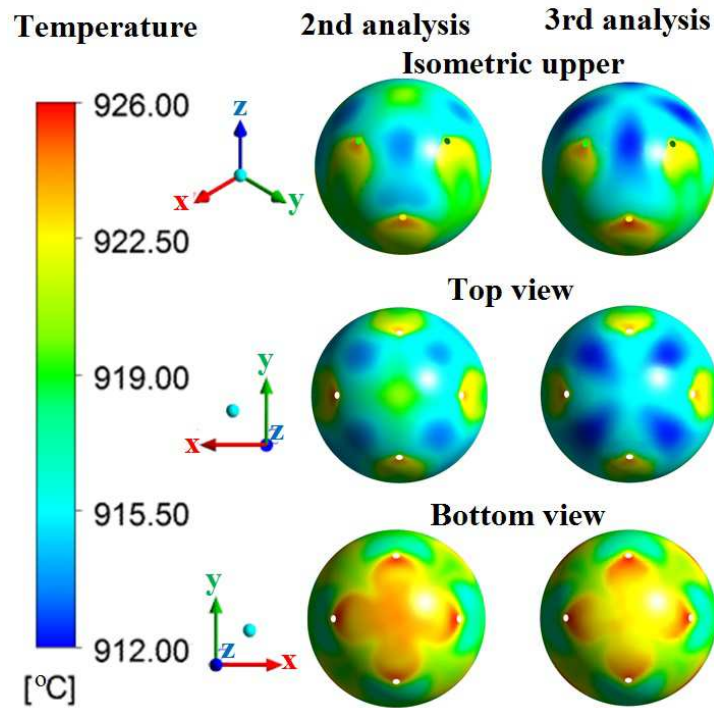 Temperature
2nd analysis
3rd analysis
Isometric upper
926.00
z
x
y
922.50
Top view
919.00
y
x
z
915.50
Bottom view
y
z
x
912.00
[°C]